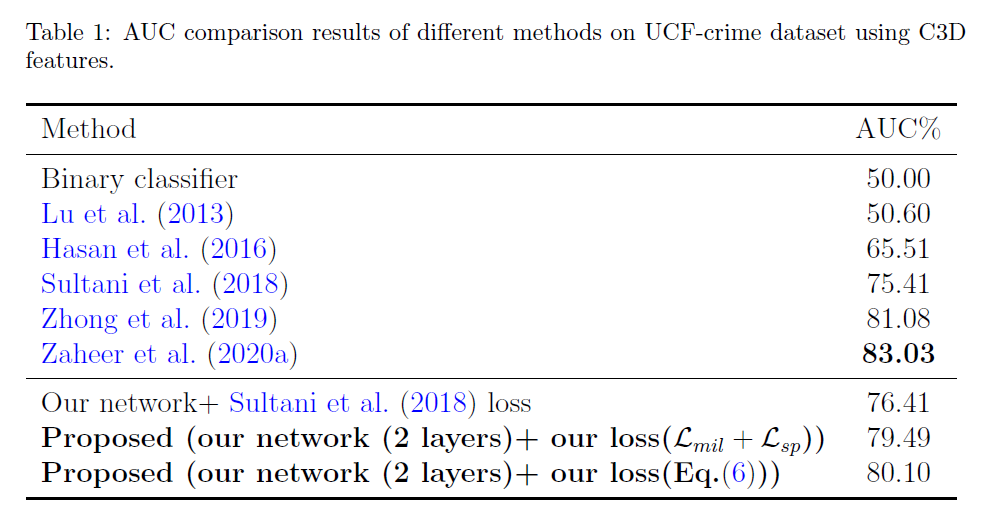 Table 1: AUC comparison results of different methods on UCF-crime dataset using C3D
features.
Method AUC%
Binary classifier 50.00
Lu et al. (2013) 50.60
Hasan et al. (2016) 65.51
Sultani et al. (2018) 75.41
Zhong et al. (2019) 81.08
Zaheer et al. (2020a) 83.03
Our network+ Sultani et al. (2018) loss 76.41
Proposed (our network (2 layers)+ our loss(ℒ_mil + ℒ_sp)) 79.49
Proposed (our network (2 layers)+ our loss(Eq.(6))) 80.10